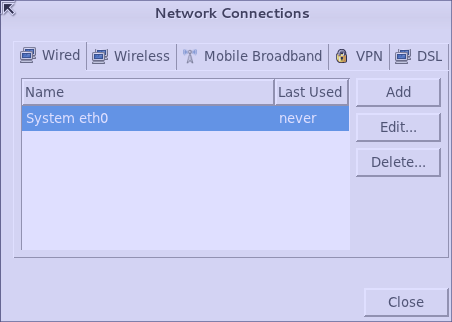 Network Connections
Wired Wireless Mobile Broadband VPN DSL
Name Last Used Add
System eth0 never
Edit...
Delete...
Close